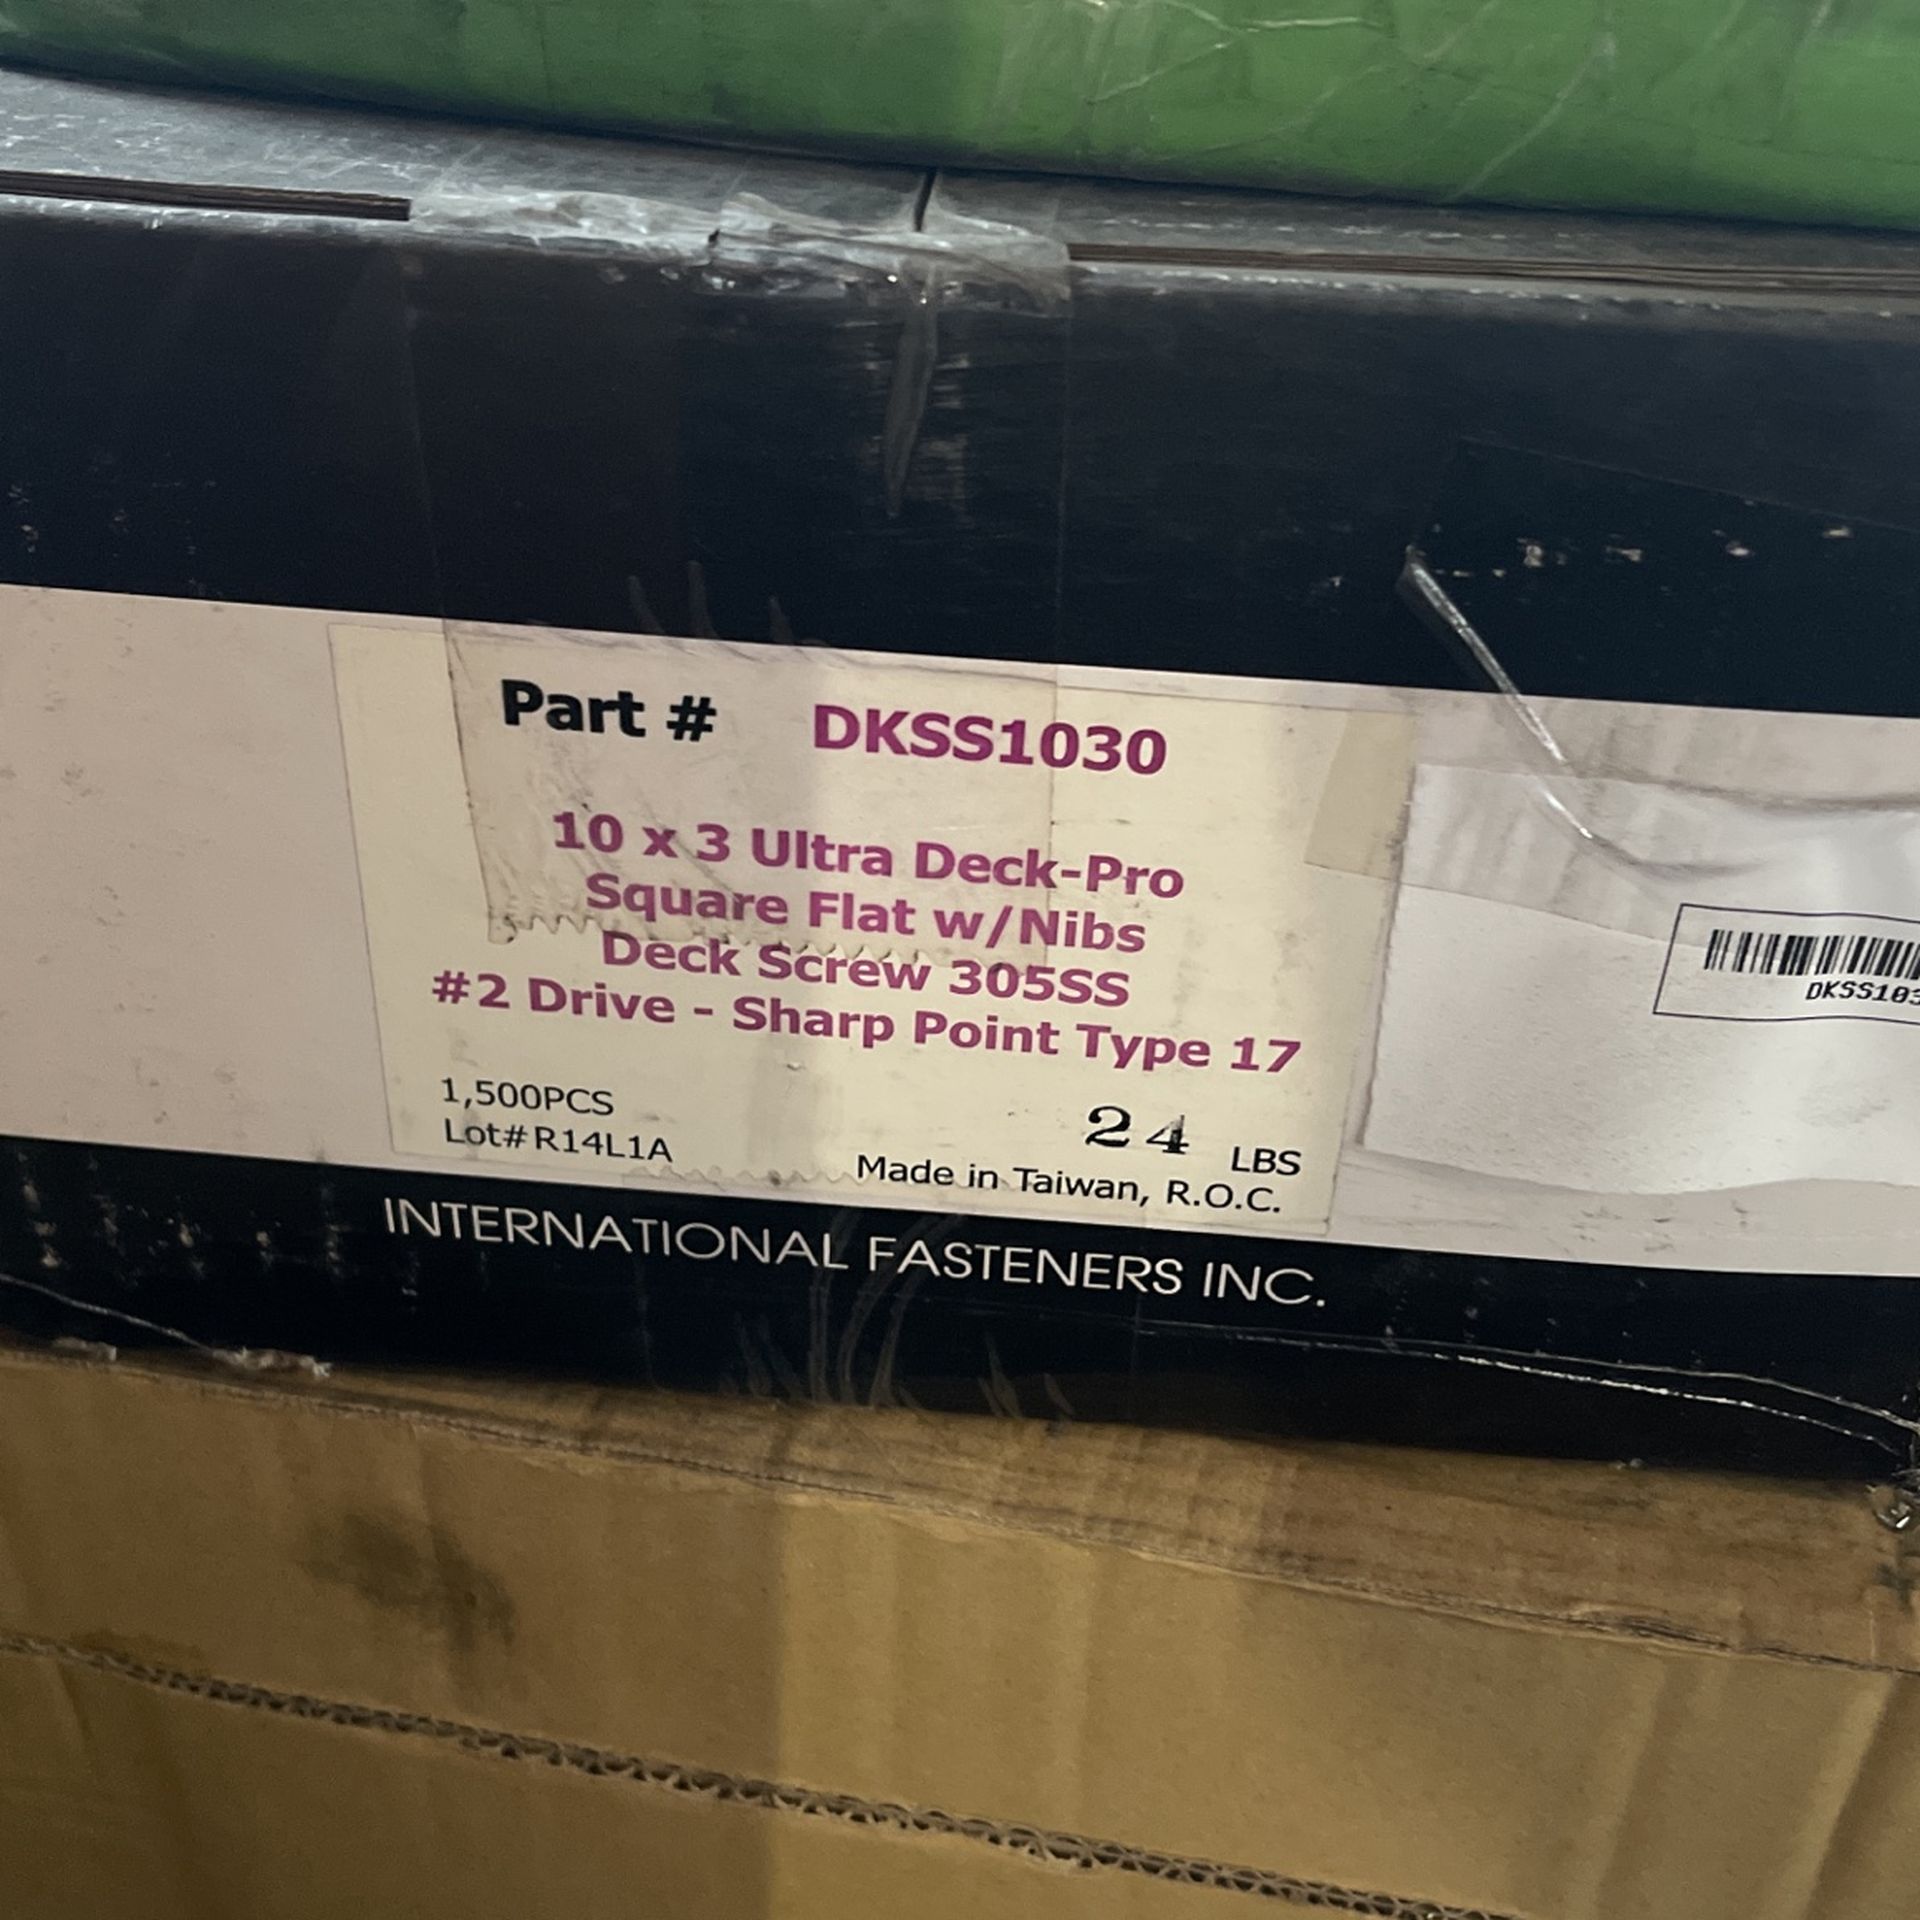 Part # DKSS1030
10 x 3 Ultra Deck-Pro
Square Flat w/Nibs
Deck Screw 305SS
#2 Drive - Sharp Point Type 17
1,500PCS
24 LBS
Lot# R14L1A
Made in Taiwan, R.O.C.
INTERNATIONAL FASTENERS INC.